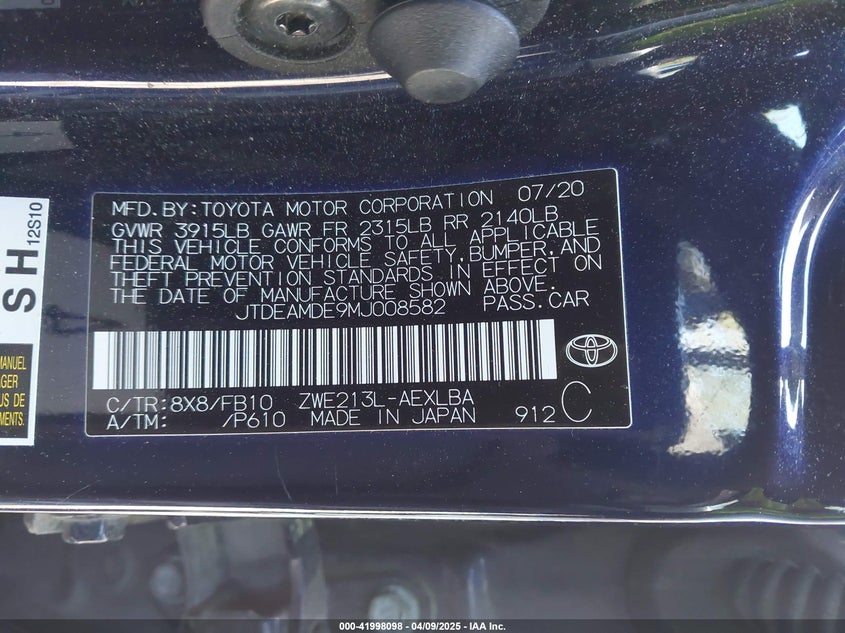 MFD. BY: TOYOTA MOTOR CORPORATION 07/20
GVWR 3915LB GAWR FR 2315LB RR 2140LB
THIS VEHICLE CONFORMS TO ALL APPLICABLE
FEDERAL MOTOR VEHICLE SAFETY, BUMPER, AND
THEFT PREVENTION STANDARDS IN EFFECT ON
THE DATE OF MANUFACTURE SHOWN ABOVE.
JTDEAMDE9MJ008582 PASS. CAR
C/TR: 8X8/FB10 ZWE213L-AEXLBA
A/TM: /P610 MADE IN JAPAN 912 C
SH
12S10
MANUEL
US DE
EMENTS.
000-41998098 - 04/09/2025 - IAA Inc.